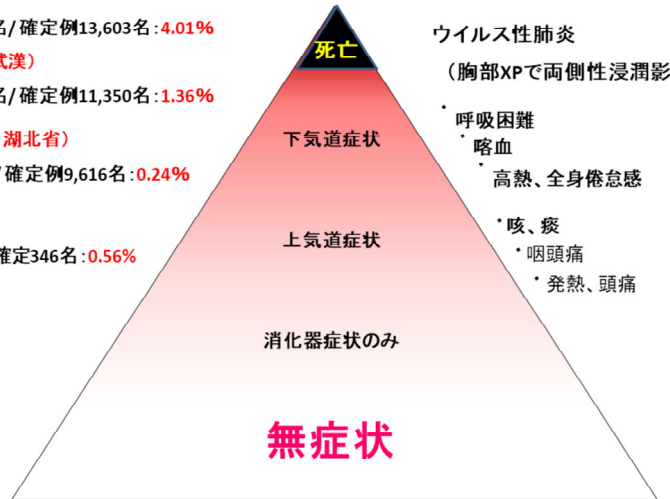 名/ 確定例13,603名:4.01%
武漢)
名/ 確定例11,350名:1.36%
湖北省)
/ 確定例9,616名:0.24%
確定346名:0.56%
死亡
下気道症状
上気道症状
消化器症状のみ
無症状
ウイルス性肺炎
(胸部XPで両側性浸潤影
・呼吸困難
・喀血
・高熱、全身倦怠感
・咳、痰
・咽頭痛
・発熱、頭痛